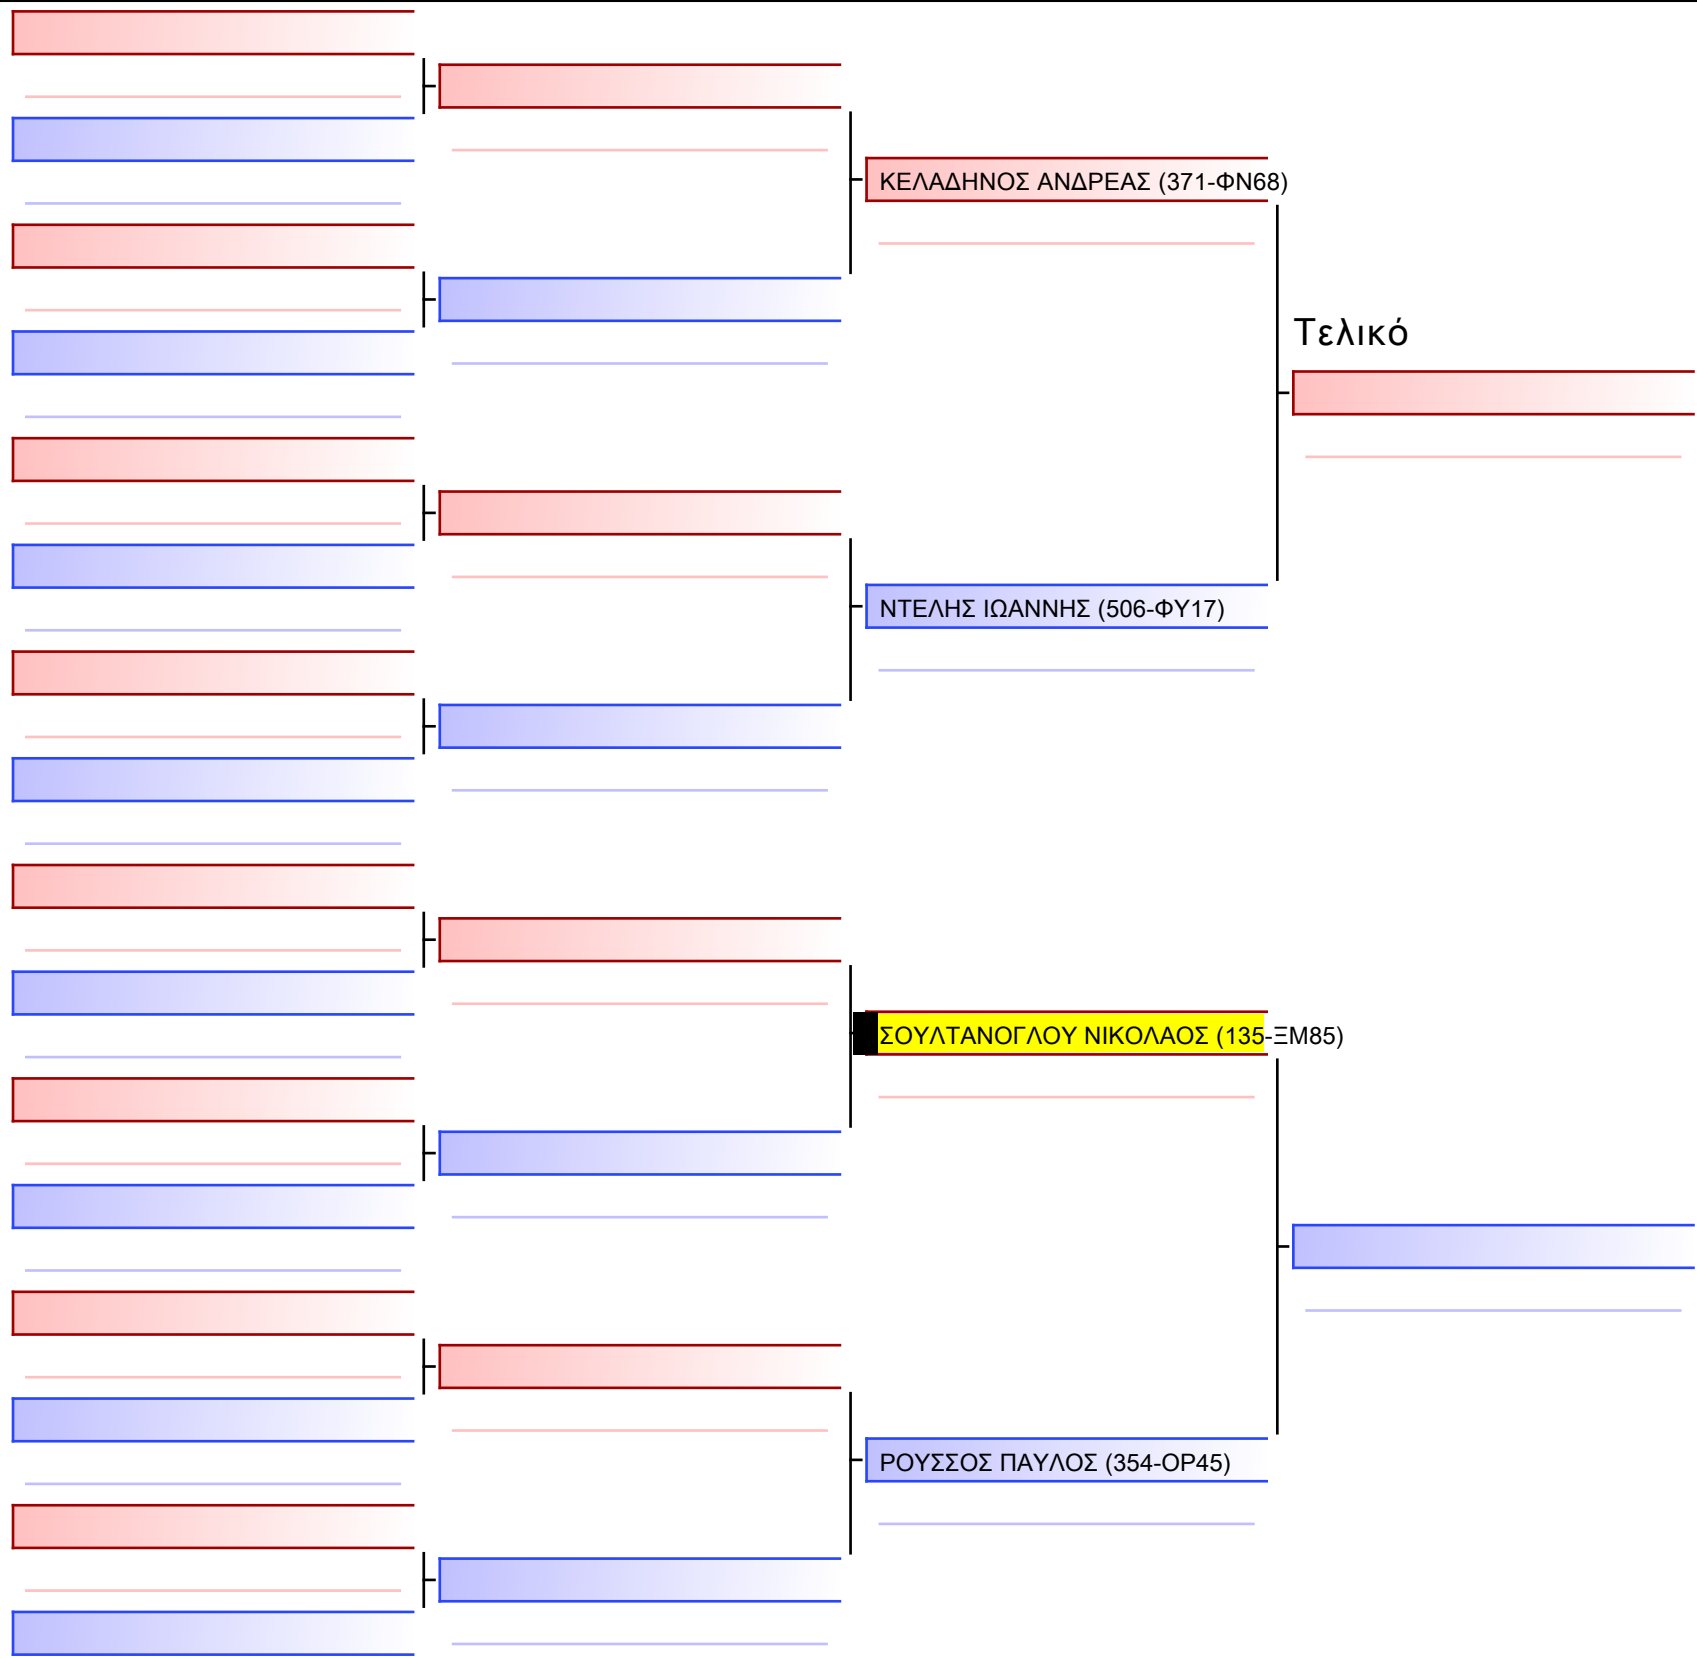 ΚΕΛΑΔΗΝΟΣ ΑΝΔΡΕΑΣ (371-ΦΝ68)
Τελικό
ΝΤΕΛΗΣ ΙΩΑΝΝΗΣ (506-ΦΥ17)
ΣΟΥΛΤΑΝΟΓΛΟΥ ΝΙΚΟΛΑΟΣ (135-ΞΜ85)
ΡΟΥΣΣΟΣ ΠΑΥΛΟΣ (354-ΟΡ45)